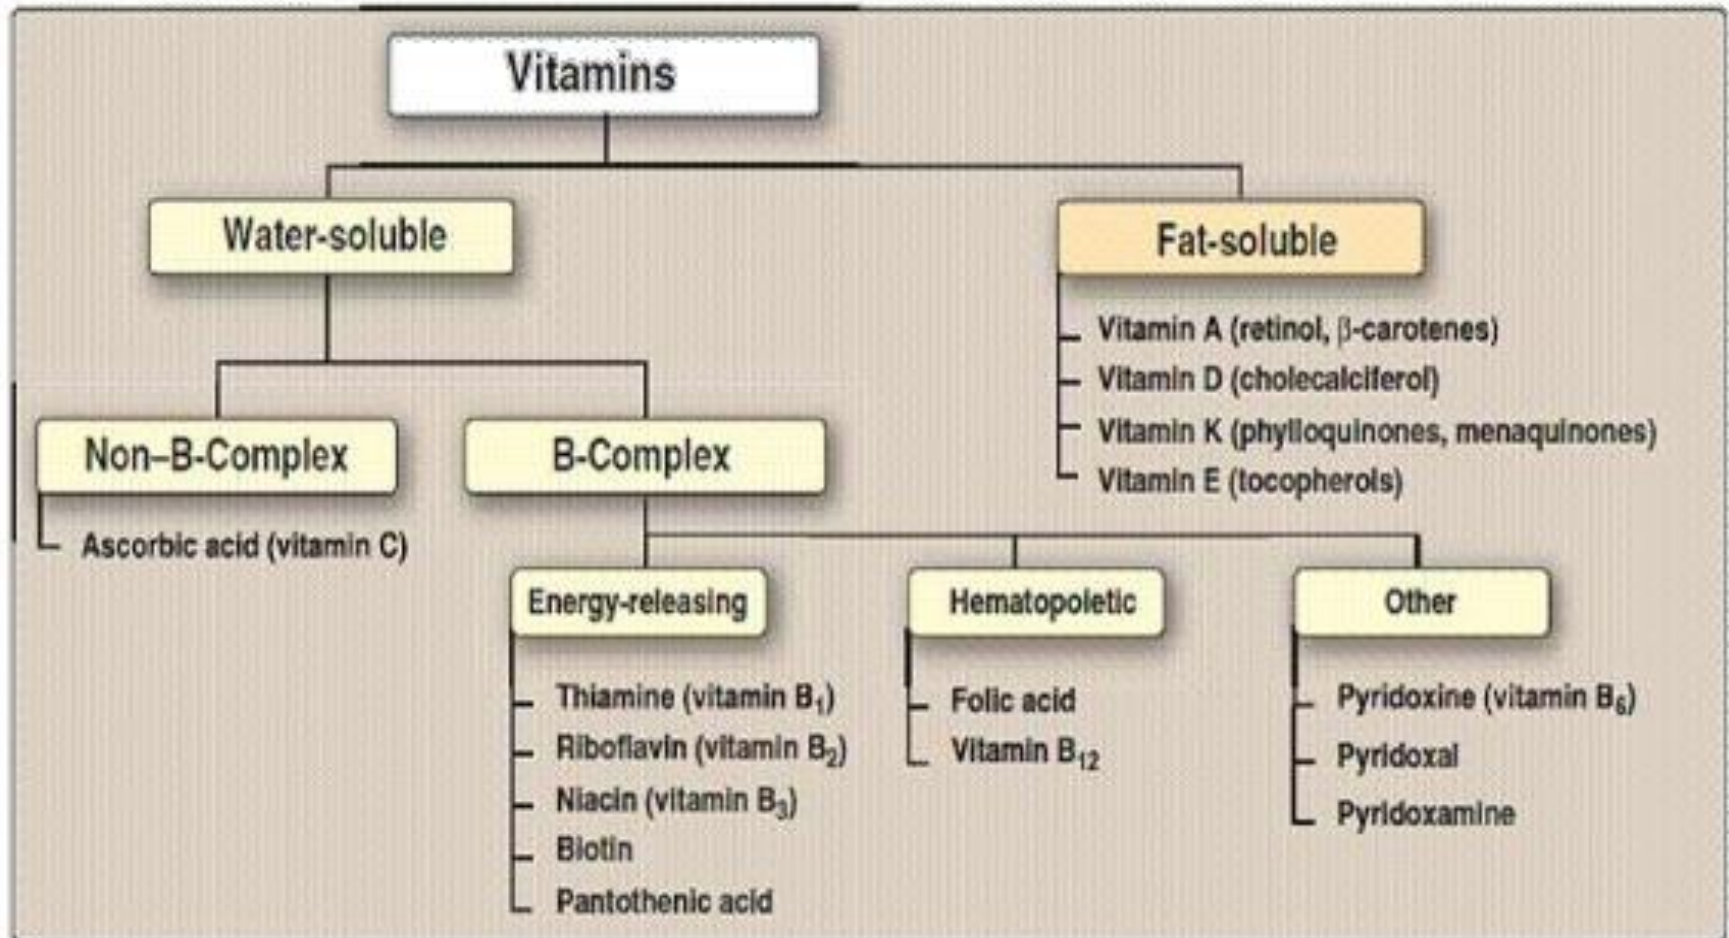 Vitamins
Water-soluble
Fat-soluble
Vitamin A (retinol, β-carotenes)
Vitamin D (cholecalciferol)
Vitamin K (phylloquinones, menaquinones)
Vitamin E (tocopherols)
Non–B-Complex
B-Complex
Ascorbic acid (vitamin C)
Energy-releasing
Hematopoietic
Other
Thiamine (vitamin B₁)
Riboflavin (vitamin B₂)
Niacin (vitamin B₃)
Biotin
Pantothenic acid
Folic acid
Vitamin B₁₂
Pyridoxine (vitamin B₆)
Pyridoxal
Pyridoxamine